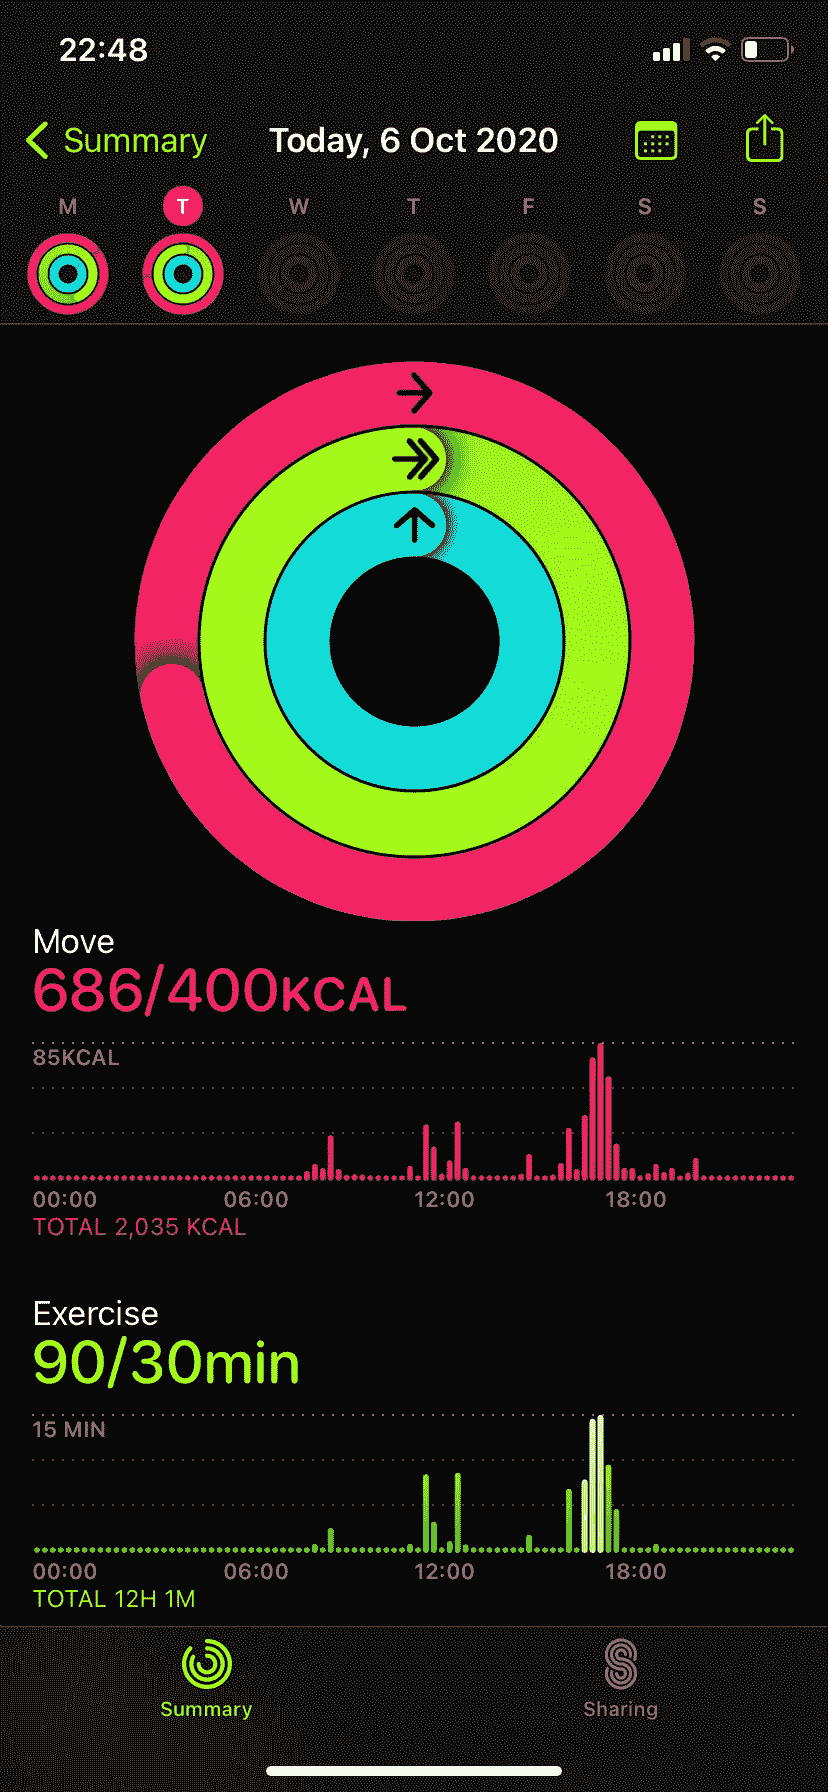 22:48
Summary
Today, 6 Oct 2020
M T W T F S S
Move
686/400KCAL
85KCAL
00:00 06:00 12:00 18:00
TOTAL 2,035 KCAL
Exercise
90/30min
15 MIN
00:00 06:00 12:00 18:00
TOTAL 12H 1M
Summary Sharing